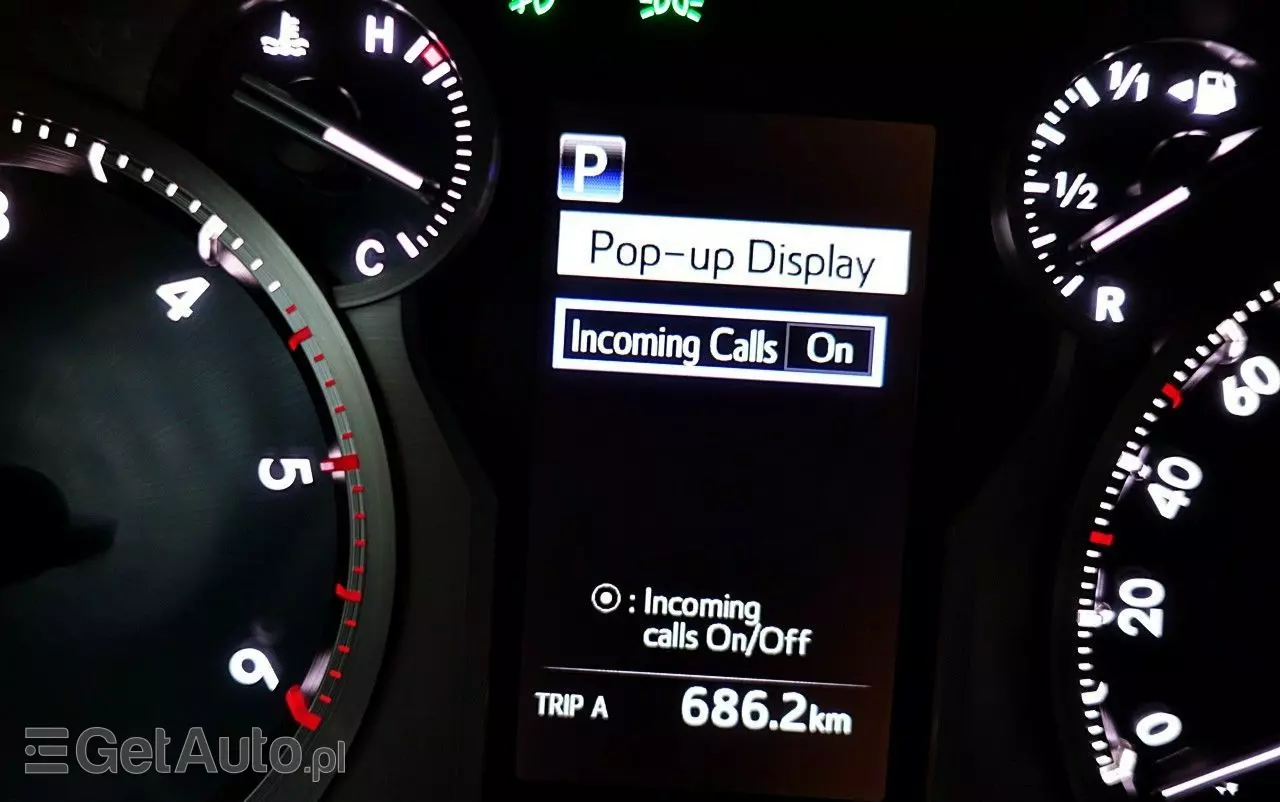 H
C
3
4
5
6
P
Pop-up Display
Incoming Calls On
: Incoming
calls On/Off
TRIP A 686.2km
1/1
1/2
R
60
40
20
0
GetAuto.pl